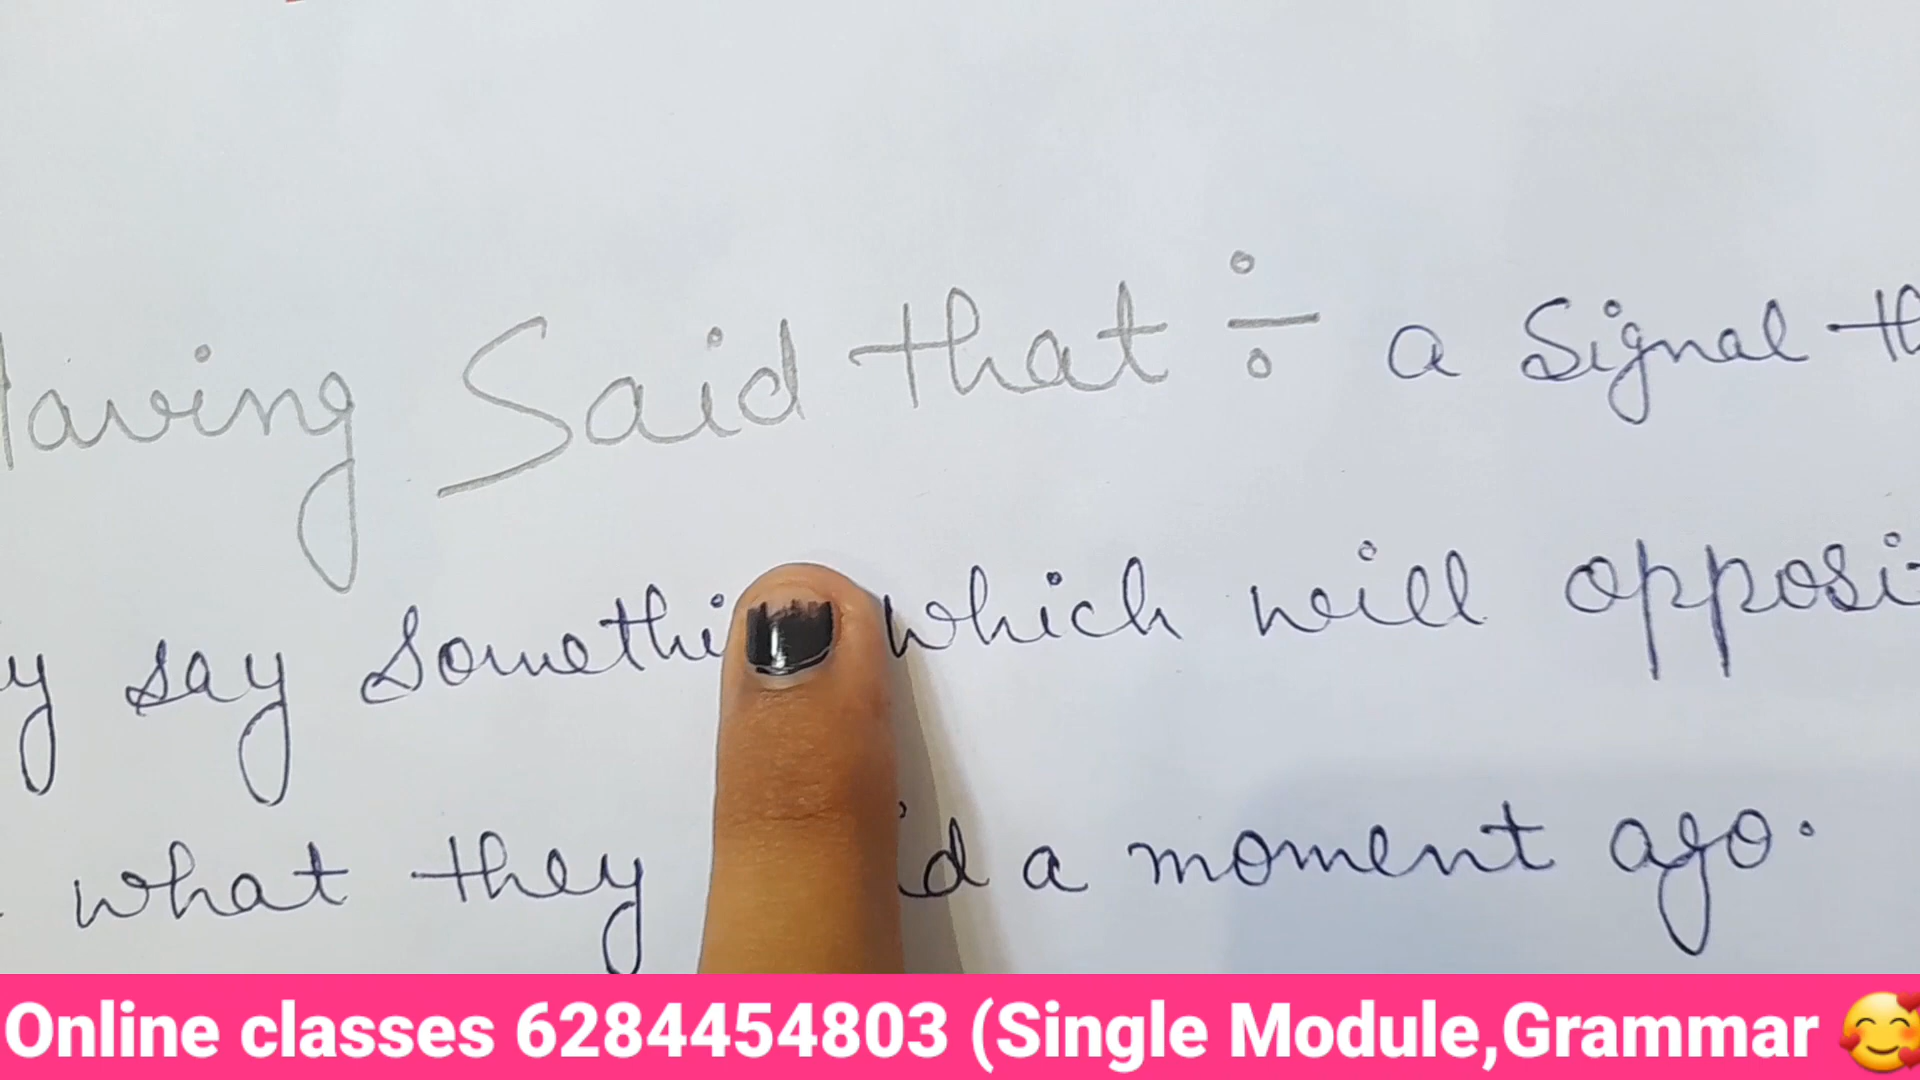 Having Said that ÷ a Signal th
y say somethi which will opposi
what they d a moment ago.
Online classes 6284454803 (Single Module,Grammar 🥰